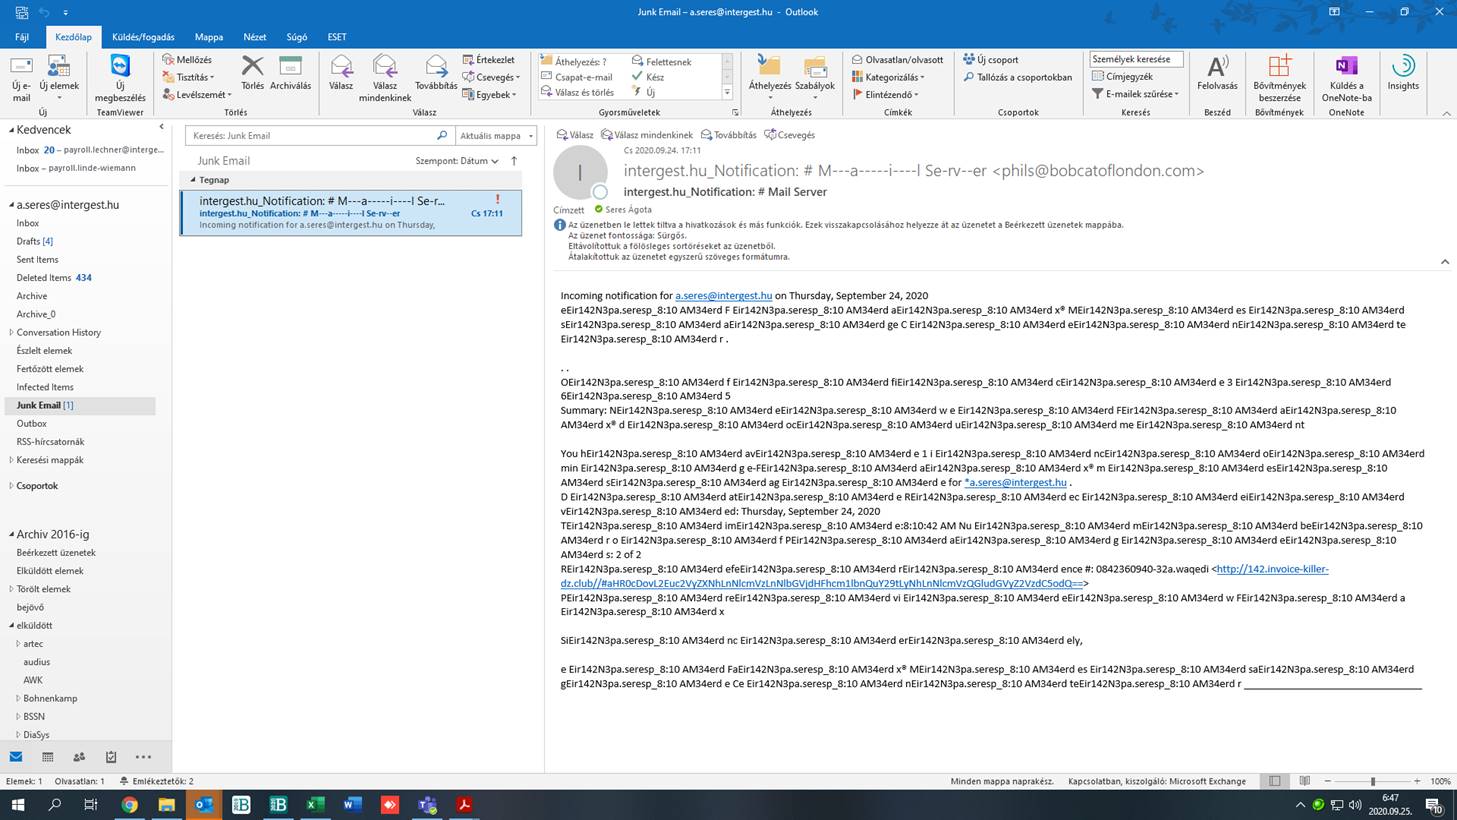 Junk Email – a.seres@intergest.hu - Outlook
Fájl Kezdőlap Küldés/fogadás Mappa Nézet Súgó ESET
Új e-mail
Új elemek
Új
Új megbeszélés
TeamViewer
Mellőzés
Tisztítás
Levélszemét
Törlés
Archiválás
Törlés
Válasz
Válasz mindenkinek
Továbbítás
Értekezlet
Csevegés
Egyebek
Válasz
Áthelyezés: ?
Csapat-e-mail
Válasz és törlés
Felettesnek
Kész
Új
Gyorsműveletek
Áthelyezés
Szabályok
Áthelyezés
Olvasatlan/olvasott
Kategorizálás
Elintézendő
Címkék
Új csoport
Tallózás a csoportokban
Csoportok
Személyek keresése
Címjegyzék
E-mailek szűrése
Keresés
Felolvasás
Beszéd
Bővítmények beszerzése
Bővítmények
Küldés a OneNote-ba
OneNote
Insights
Kedvencek
Inbox 20 – payroll.lechner@interge...
Inbox – payroll.linde-wiemann
a.seres@intergest.hu
Inbox
Drafts [4]
Sent Items
Deleted Items 434
Archive
Archive_0
Conversation History
Észlelt elemek
Fertőzött elemek
Infected Items
Junk Email [1]
Outbox
RSS-hírcsatornák
Keresési mappák
Csoportok
Archiv 2016-ig
Beérkezett üzenetek
Elküldött elemek
Törölt elemek
bejövő
elküldött
artec
audius
AWK
Bohnenkamp
BSSN
DiaSys
Keresés: Junk Email
Aktuális mappa
Junk Email
Szempont: Dátum
Tegnap
intergest.hu_Notification: # M---a-----i----l Se-r...
intergest.hu_Notification: # M---a-----i----l Se-rv--er Cs 17:11
Incoming notification for a.seres@intergest.hu on Thursday,
Válasz Válasz mindenkinek Továbbítás Csevegés
Cs 2020.09.24. 17:11
I
intergest.hu_Notification: # M---a-----i----l Se-rv--er <phils@bobcatoflondon.com>
intergest.hu_Notification: # Mail Server
Címzett Seres Ágota
Az üzenetben le lettek tiltva a hivatkozások és más funkciók. Ezek visszakapcsolásához helyezze át az üzenetet a Beérkezett üzenetek mappába.
Az üzenet fontossága: Sürgős.
Eltávolítottuk a fölösleges sortöréseket az üzenetből.
Átalakítottuk az üzenetet egyszerű szöveges formátumra.
Incoming notification for a.seres@intergest.hu on Thursday, September 24, 2020
eEir142N3pa.seresp_8:10 AM34erd F Eir142N3pa.seresp_8:10 AM34erd aEir142N3pa.seresp_8:10 AM34erd x® MEir142N3pa.seresp_8:10 AM34erd es Eir142N3pa.seresp_8:10 AM34erd
sEir142N3pa.seresp_8:10 AM34erd aEir142N3pa.seresp_8:10 AM34erd ge C Eir142N3pa.seresp_8:10 AM34erd eEir142N3pa.seresp_8:10 AM34erd nEir142N3pa.seresp_8:10 AM34erd te
Eir142N3pa.seresp_8:10 AM34erd r .
. .
OEir142N3pa.seresp_8:10 AM34erd f Eir142N3pa.seresp_8:10 AM34erd fiEir142N3pa.seresp_8:10 AM34erd cEir142N3pa.seresp_8:10 AM34erd e 3 Eir142N3pa.seresp_8:10 AM34erd
6Eir142N3pa.seresp_8:10 AM34erd 5
Summary: NEir142N3pa.seresp_8:10 AM34erd eEir142N3pa.seresp_8:10 AM34erd w e Eir142N3pa.seresp_8:10 AM34erd FEir142N3pa.seresp_8:10 AM34erd aEir142N3pa.seresp_8:10
AM34erd x® d Eir142N3pa.seresp_8:10 AM34erd ocEir142N3pa.seresp_8:10 AM34erd uEir142N3pa.seresp_8:10 AM34erd me Eir142N3pa.seresp_8:10 AM34erd nt
You hEir142N3pa.seresp_8:10 AM34erd avEir142N3pa.seresp_8:10 AM34erd e 1 i Eir142N3pa.seresp_8:10 AM34erd ncEir142N3pa.seresp_8:10 AM34erd oEir142N3pa.seresp_8:10 AM34erd
min Eir142N3pa.seresp_8:10 AM34erd g e-FEir142N3pa.seresp_8:10 AM34erd aEir142N3pa.seresp_8:10 AM34erd x® m Eir142N3pa.seresp_8:10 AM34erd esEir142N3pa.seresp_8:10
AM34erd sEir142N3pa.seresp_8:10 AM34erd ag Eir142N3pa.seresp_8:10 AM34erd e for *a.seres@intergest.hu .
D Eir142N3pa.seresp_8:10 AM34erd atEir142N3pa.seresp_8:10 AM34erd e REir142N3pa.seresp_8:10 AM34erd ec Eir142N3pa.seresp_8:10 AM34erd eiEir142N3pa.seresp_8:10 AM34erd
vEir142N3pa.seresp_8:10 AM34erd ed: Thursday, September 24, 2020
TEir142N3pa.seresp_8:10 AM34erd imEir142N3pa.seresp_8:10 AM34erd e:8:10:42 AM Nu Eir142N3pa.seresp_8:10 AM34erd mEir142N3pa.seresp_8:10 AM34erd beEir142N3pa.seresp_8:10
AM34erd r o Eir142N3pa.seresp_8:10 AM34erd f PEir142N3pa.seresp_8:10 AM34erd aEir142N3pa.seresp_8:10 AM34erd g Eir142N3pa.seresp_8:10 AM34erd eEir142N3pa.seresp_8:10
AM34erd s: 2 of 2
REir142N3pa.seresp_8:10 AM34erd efeEir142N3pa.seresp_8:10 AM34erd rEir142N3pa.seresp_8:10 AM34erd ence #: 0842360940-32a.waqedi <http://142.invoice-killer-
dz.club//#aHR0cDovL2Euc2VyZXNhLnNlcmVzLnNlbGVjdHFhcm1lbnQuY29tLyNhLnNlcmVzQGludGVyZ2VzdC5odQ==>
PEir142N3pa.seresp_8:10 AM34erd reEir142N3pa.seresp_8:10 AM34erd vi Eir142N3pa.seresp_8:10 AM34erd eEir142N3pa.seresp_8:10 AM34erd w FEir142N3pa.seresp_8:10 AM34erd a
Eir142N3pa.seresp_8:10 AM34erd x
SiEir142N3pa.seresp_8:10 AM34erd nc Eir142N3pa.seresp_8:10 AM34erd erEir142N3pa.seresp_8:10 AM34erd ely,
e Eir142N3pa.seresp_8:10 AM34erd FaEir142N3pa.seresp_8:10 AM34erd x® MEir142N3pa.seresp_8:10 AM34erd es Eir142N3pa.seresp_8:10 AM34erd saEir142N3pa.seresp_8:10 AM34erd
gEir142N3pa.seresp_8:10 AM34erd e Ce Eir142N3pa.seresp_8:10 AM34erd nEir142N3pa.seresp_8:10 AM34erd teEir142N3pa.seresp_8:10 AM34erd r
Elemek: 1 Olvasatlan: 1 Emlékeztetők: 2
Minden mappa naprakész. Kapcsolatban, kiszolgáló: Microsoft Exchange 100%
6:47
2020.09.25.
10